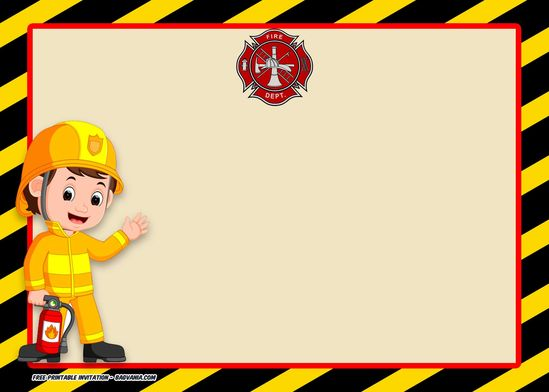 FIRE
DEPT.
FREE-PRINTABLE INVITATION - BAGVANIA.COM